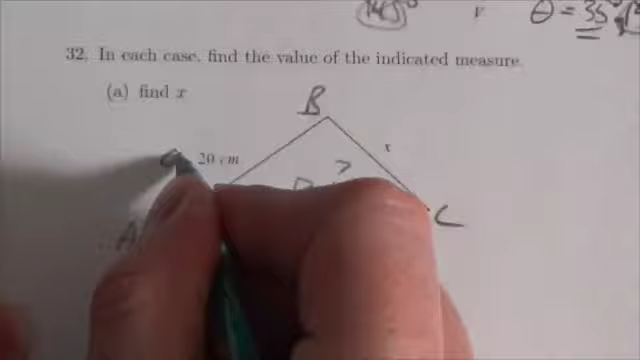 θ = 35
32. In each case, find the value of the indicated measure.
(a) find x
B
20 cm
x
?
C
A